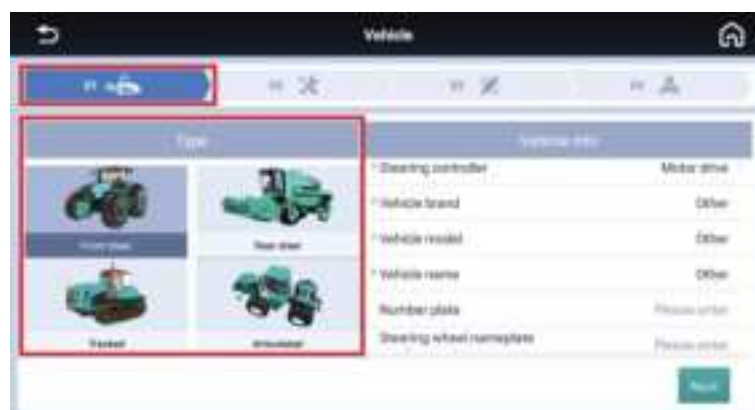 Vehicle
Type
Vehicle info
* Steering controller Motor drive
Front steer
Rear steer
* Vehicle brand Other
* Vehicle model Other
* Vehicle name Other
Number plate Please enter
Steering wheel nameplate Please enter
Tracked
Articulated
Next